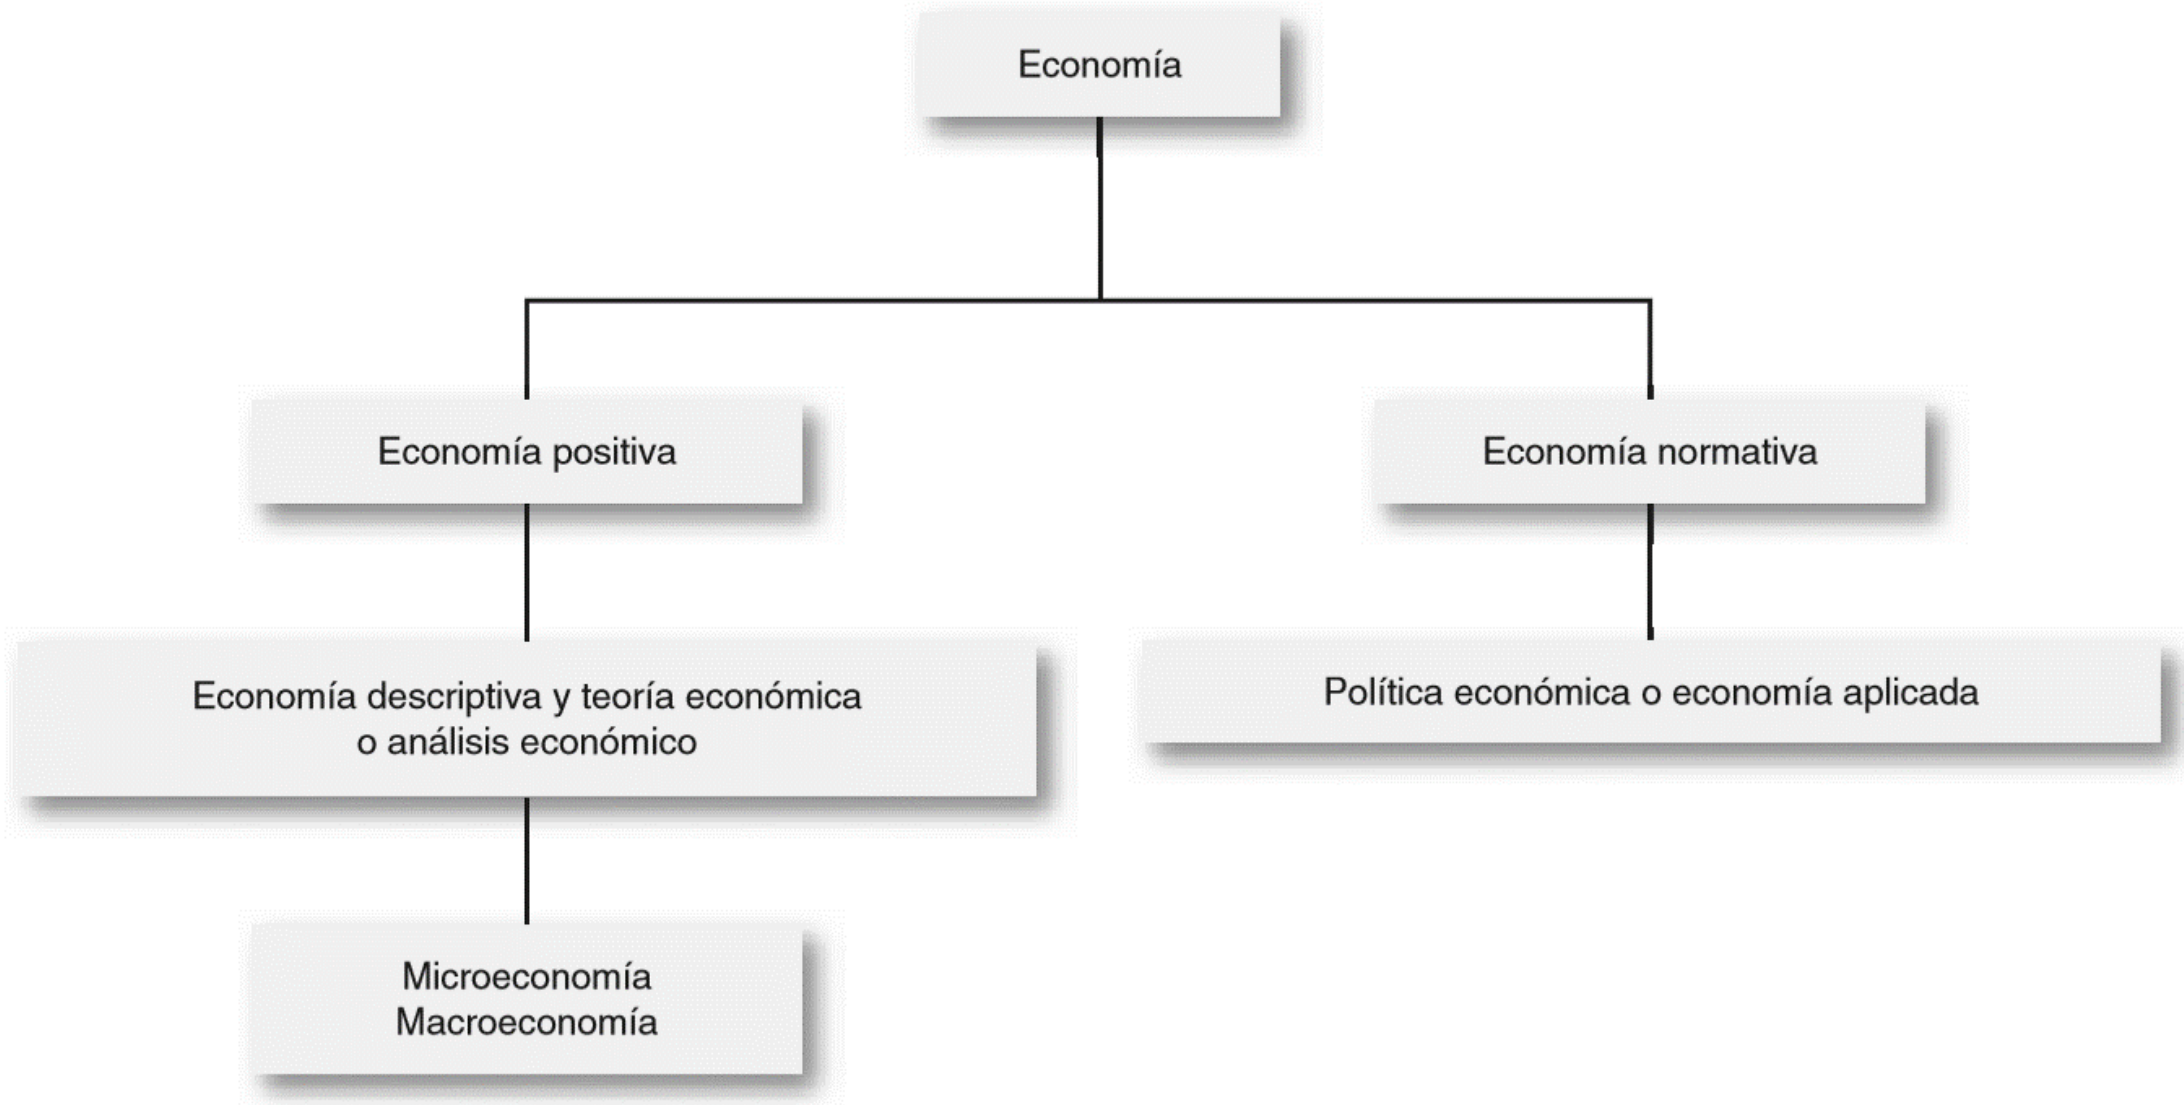 Economía
Economía positiva
Economía normativa
Economía descriptiva y teoría económica
o análisis económico
Política económica o economía aplicada
Microeconomía
Macroeconomía